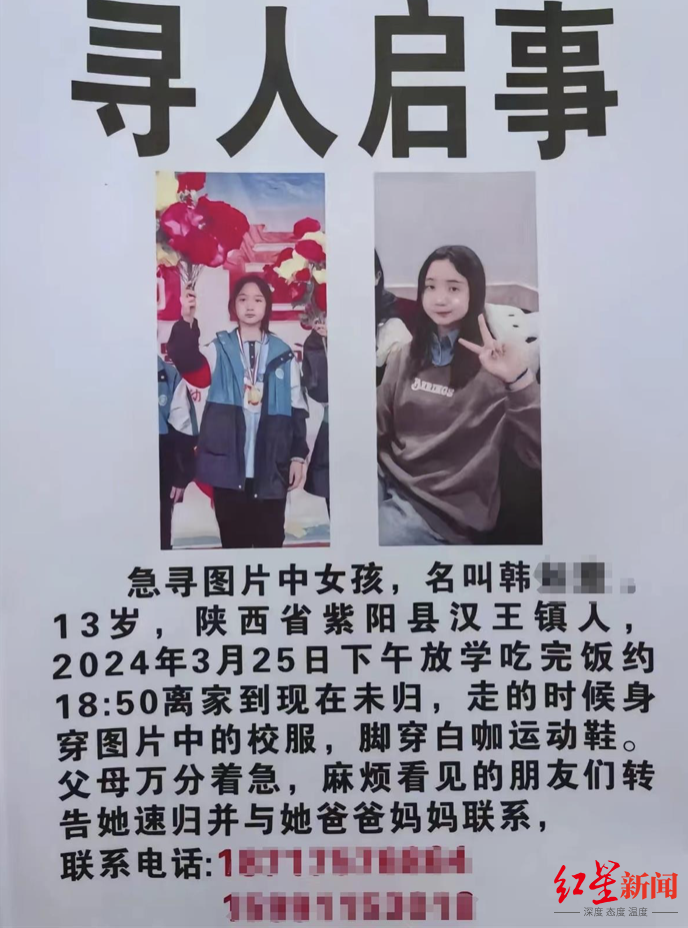 寻人启事
BERINGS
急寻图片中女孩，名叫韩
13岁，陕西省紫阳县汉王镇人，
2024年3月25日下午放学吃完饭约
18:50离家到现在未归，走的时候身
穿图片中的校服，脚穿白咖运动鞋。
父母万分着急，麻烦看见的朋友们转
告她速归并与她爸爸妈妈联系，
联系电话:
红星新闻
深度 态度 温度